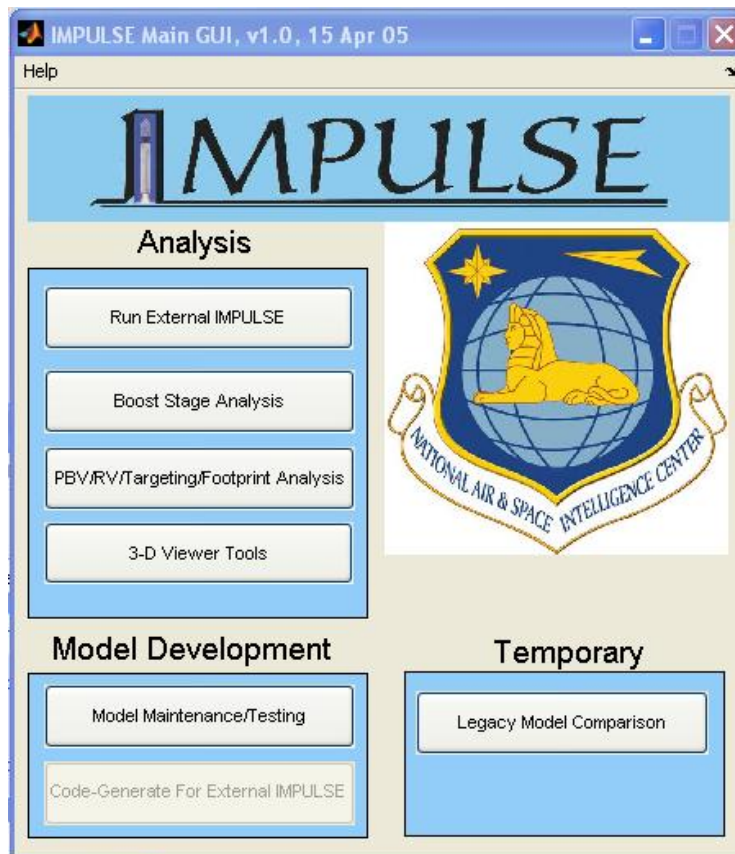 IMPULSE Main GUI, v1.0, 15 Apr 05
Help
IMPULSE
Analysis
Run External IMPULSE
Boost Stage Analysis
PBV/RV/Targeting/Footprint Analysis
3-D Viewer Tools
NATIONAL AIR & SPACE INTELLIGENCE CENTER
Model Development
Model Maintenance/Testing
Code-Generate For External IMPULSE
Temporary
Legacy Model Comparison